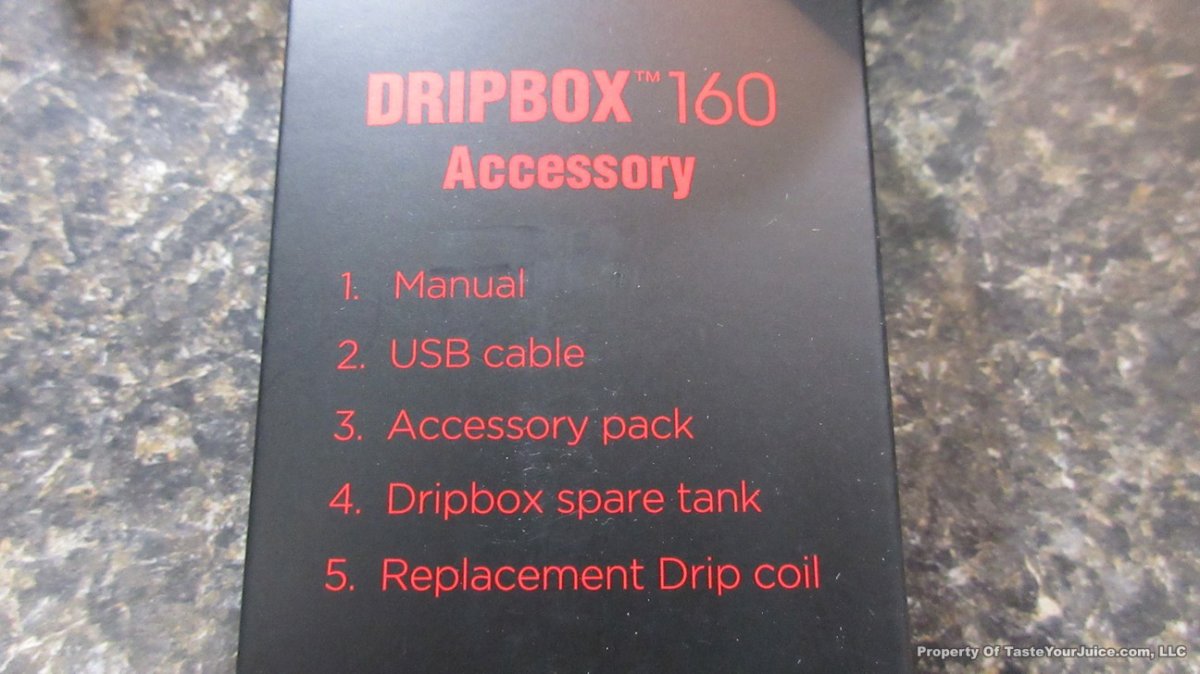 DRIPBOX™ 160
Accessory
1. Manual
2. USB cable
3. Accessory pack
4. Dripbox spare tank
5. Replacement Drip coil
Property Of TasteYourJuice.com, LLC